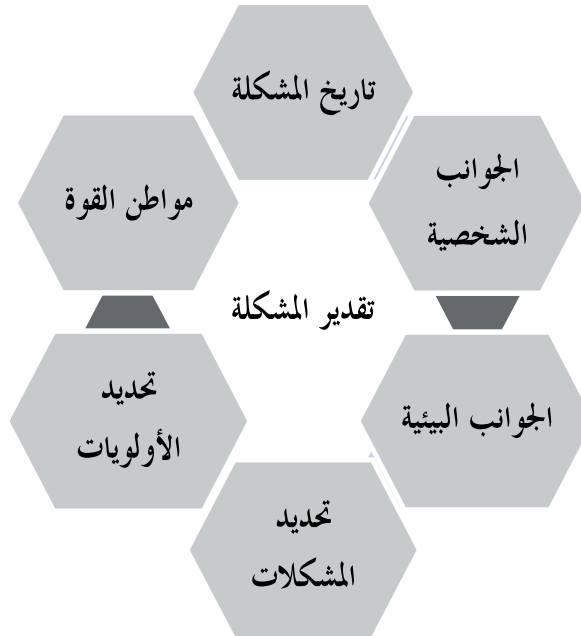 تاريخ المشكلة
الجوانب
الشخصية
مواطن القوة
تقدير المشكلة
الجوانب البيئية
تحديد
الأولويات
تحديد
المشكلات